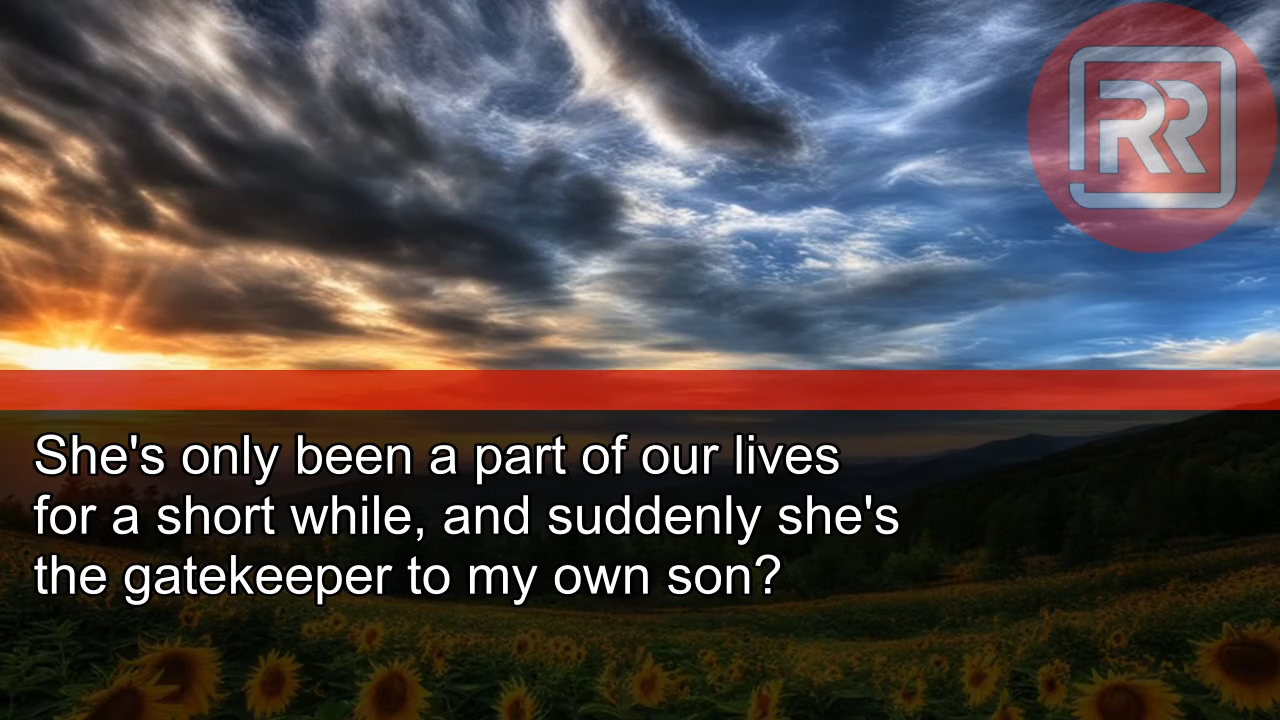 RR
She's only been a part of our lives
for a short while, and suddenly she's
the gatekeeper to my own son?